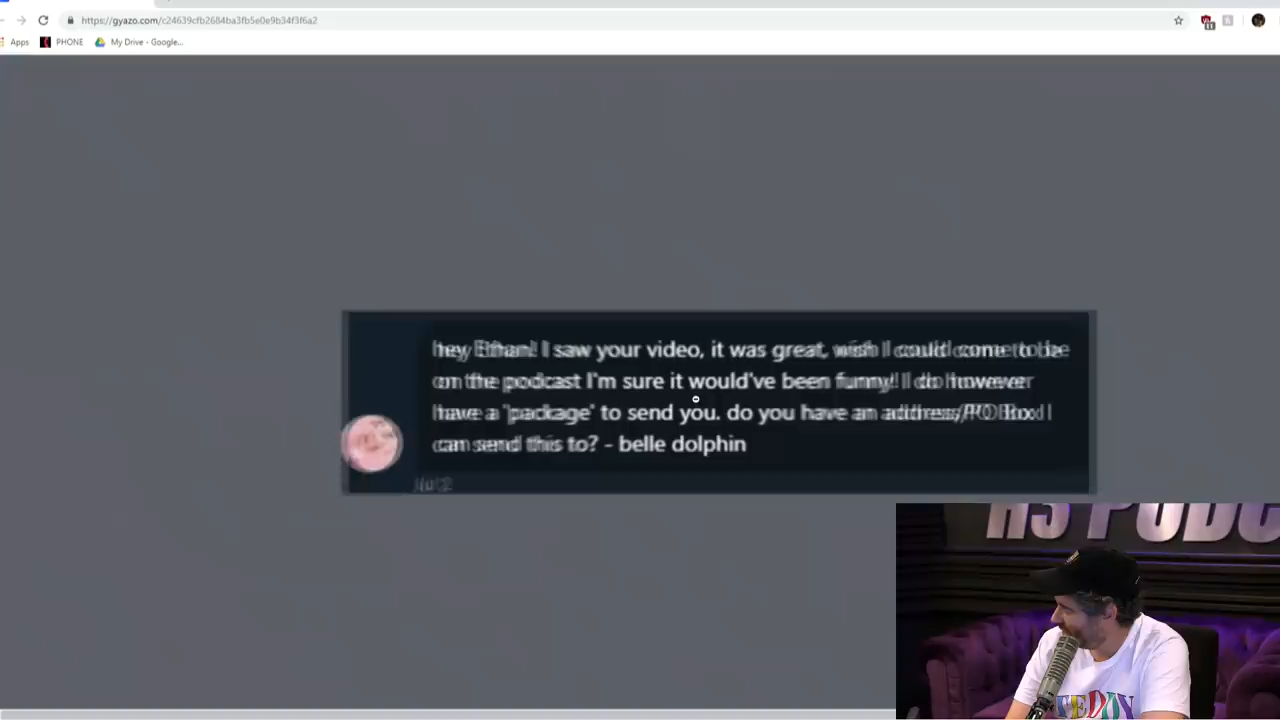 https://gyazo.com/c24639cfb2684ba3fb5e0e9b34f3f6a2
Apps PHONE My Drive - Google...
hey Ethan! I saw your video, it was great, wish I could come to be
on the podcast I'm sure it would've been funny! I do however
have a 'package' to send you. do you have an address/PO Box I
can send this to? - belle dolphin
H3 PODC
TEDDY